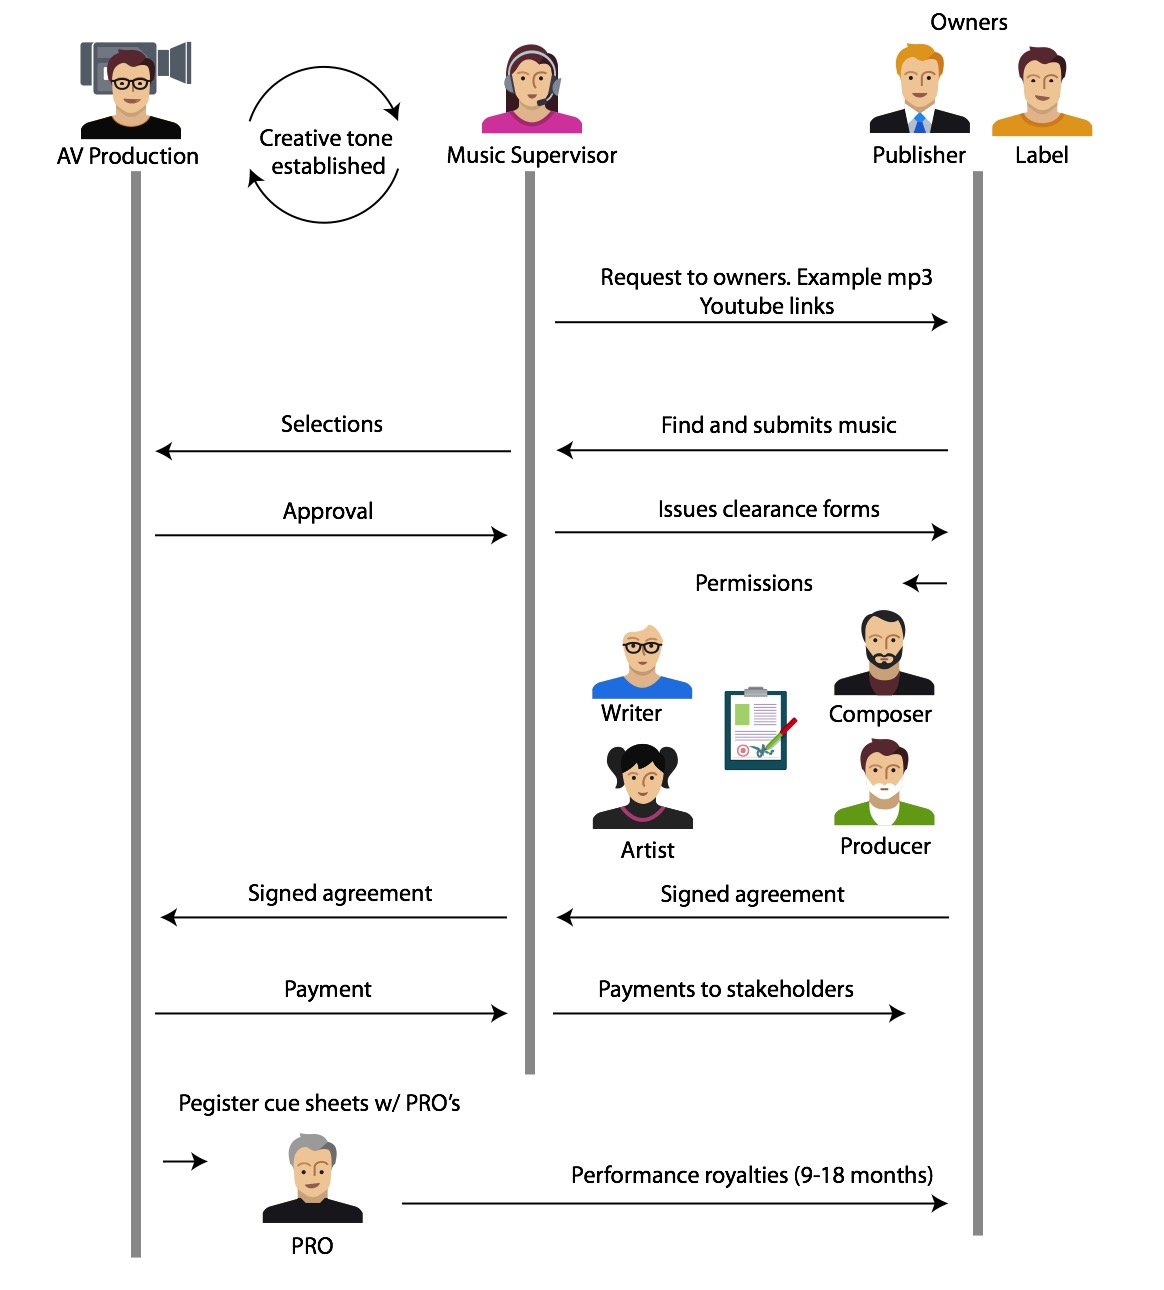 Owners
AV Production
Creative tone
established
Music Supervisor
Publisher
Label
Request to owners. Example mp3
Youtube links
Selections
Find and submits music
Approval
Issues clearance forms
Permissions
Writer
Composer
Artist
Producer
Signed agreement
Signed agreement
Payment
Payments to stakeholders
Pegister cue sheets w/ PRO’s
Performance royalties (9-18 months)
PRO